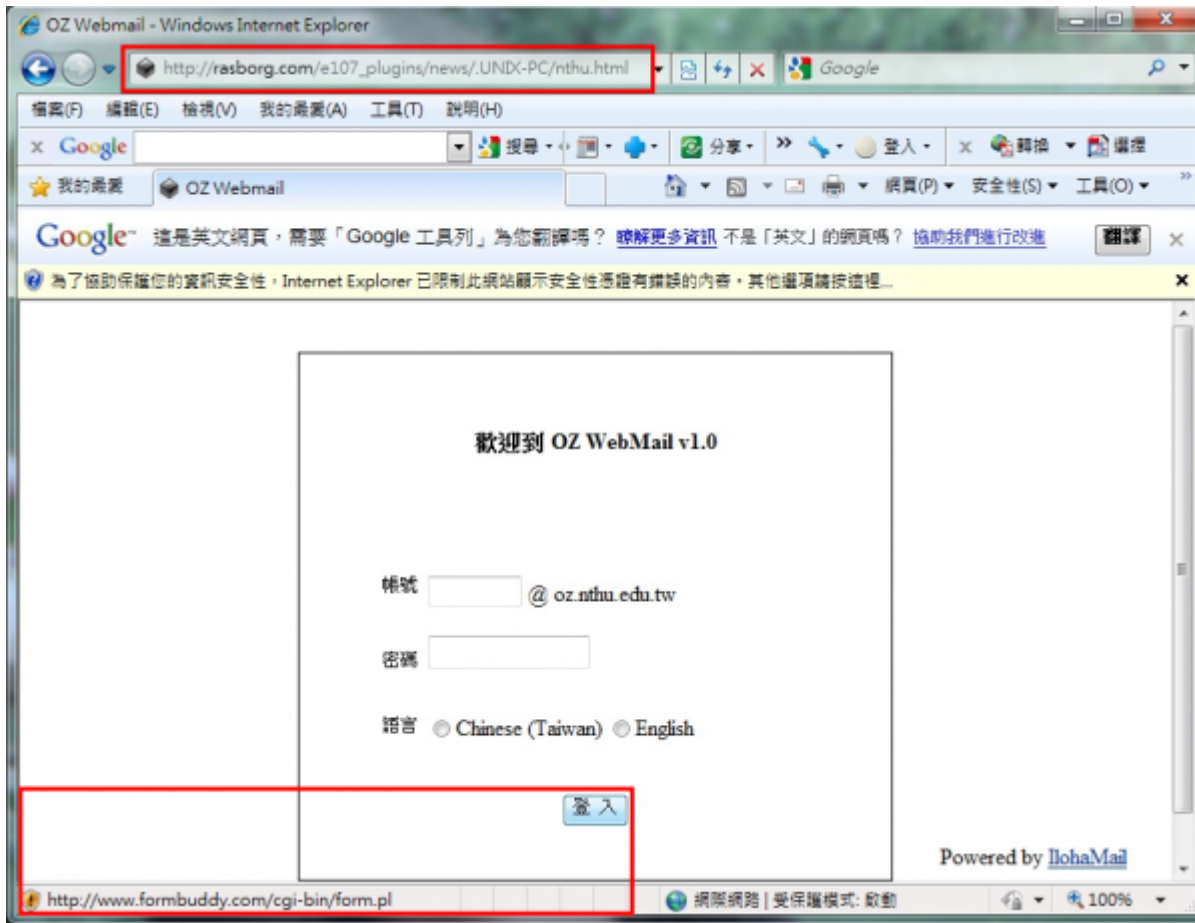 OZ Webmail - Windows Internet Explorer
http://rasborg.com/e107_plugins/news/.UNIX-PC/nthu.html
Google
檔案(F) 編輯(E) 檢視(V) 我的最愛(A) 工具(T) 說明(H)
x Google 搜尋 分享 登入 x 轉換 選擇
我的最愛 OZ Webmail 網頁(P) 安全性(S) 工具(O)
Google 這是英文網頁，需要「Google 工具列」為您翻譯嗎？ 瞭解更多資訊 不是「英文」的網頁嗎？ 協助我們進行改進 翻譯
為了協助保護您的資訊安全性，Internet Explorer 已限制此網站顯示安全性憑證有錯誤的內容。其他選項請按這裡...
歡迎到 OZ WebMail v1.0
帳號 @ oz.nthu.edu.tw
密碼
語言 Chinese (Taiwan) English
登 入
Powered by IlohaMail
http://www.formbuddy.com/cgi-bin/form.pl 網際網路 | 受保護模式: 啟動 100%